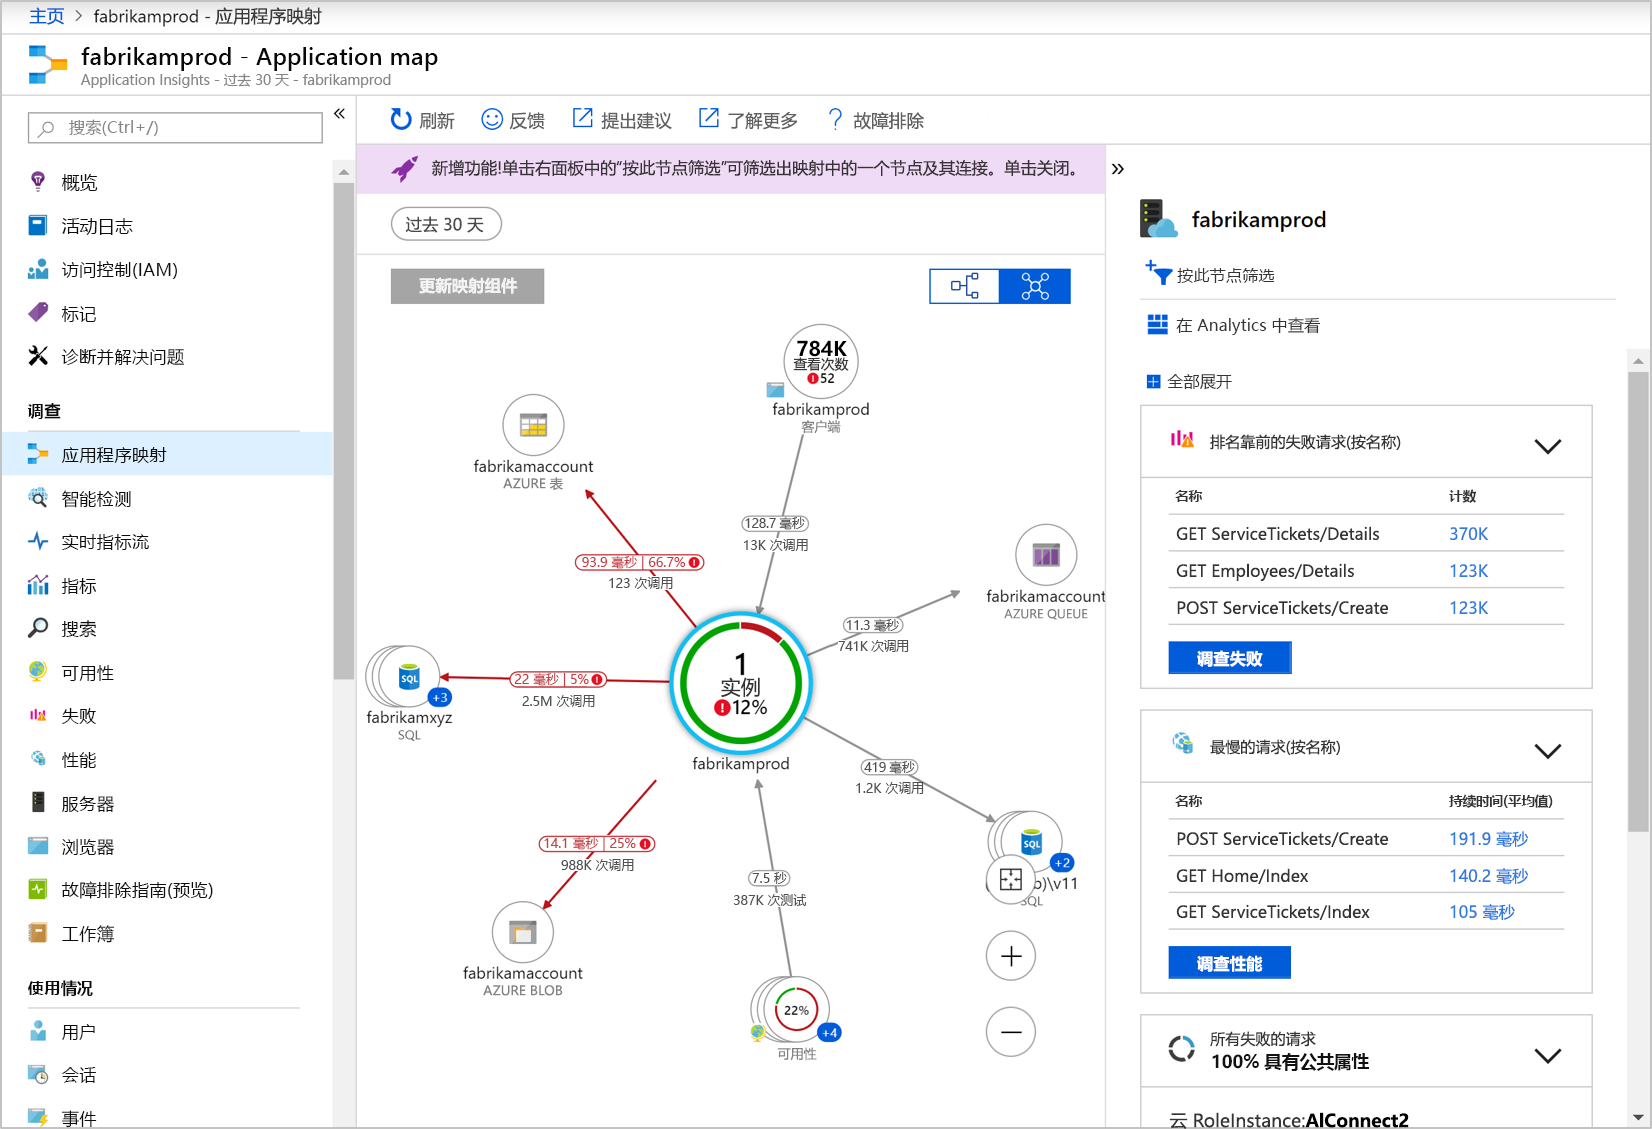 主页 > fabrikamprod - 应用程序映射
fabrikamprod - Application map
Application Insights - 过去 30 天 - fabrikamprod
搜索(Ctrl+/)
«
概览
活动日志
访问控制(IAM)
标记
诊断并解决问题
调查
应用程序映射
智能检测
实时指标流
指标
搜索
可用性
失败
性能
服务器
浏览器
故障排除指南(预览)
工作簿
使用情况
用户
会话
事件
刷新
反馈
提出建议
了解更多
? 故障排除
新增功能!单击右面板中的“按此节点筛选”可筛选出映射中的一个节点及其连接。单击关闭。
过去 30 天
更新映射组件
784K
查看次数
52
fabrikamprod
客户端
fabrikamaccount
AZURE 表
128.7 毫秒
13K 次调用
93.9 毫秒 | 66.7%
123 次调用
fabrikamaccount
AZURE QUEUE
11.3 毫秒
741K 次调用
1
实例
12%
fabrikamprod
22 毫秒 | 5%
2.5M 次调用
SQL
+3
fabrikamxyz
SQL
419 毫秒
1.2K 次调用
SQL
+2
b)\v11
SQL
14.1 毫秒 | 25%
988K 次调用
7.5 秒
387K 次测试
fabrikamaccount
AZURE BLOB
22%
+4
可用性
»
fabrikamprod
按此节点筛选
在 Analytics 中查看
全部展开
排名靠前的失败请求(按名称)
名称 计数
GET ServiceTickets/Details 370K
GET Employees/Details 123K
POST ServiceTickets/Create 123K
调查失败
最慢的请求(按名称)
名称 持续时间(平均值)
POST ServiceTickets/Create 191.9 毫秒
GET Home/Index 140.2 毫秒
GET ServiceTickets/Index 105 毫秒
调查性能
所有失败的请求
100% 具有公共属性
云 RoleInstance:AIConnect2